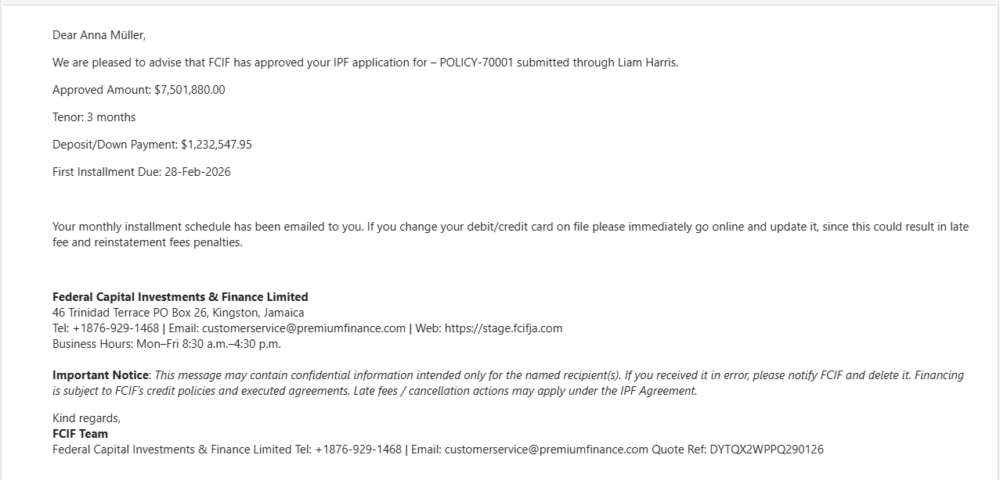 Dear Anna Müller,
We are pleased to advise that FCIF has approved your IPF application for – POLICY-70001 submitted through Liam Harris.
Approved Amount: $7,501,880.00
Tenor: 3 months
Deposit/Down Payment: $1,232,547.95
First Installment Due: 28-Feb-2026
Your monthly installment schedule has been emailed to you. If you change your debit/credit card on file please immediately go online and update it, since this could result in late
fee and reinstatement fees penalties.
Federal Capital Investments & Finance Limited
46 Trinidad Terrace PO Box 26, Kingston, Jamaica
Tel: +1876-929-1468 | Email: customerservice@premiumfinance.com | Web: https://stage.fcifja.com
Business Hours: Mon–Fri 8:30 a.m.–4:30 p.m.
Important Notice: This message may contain confidential information intended only for the named recipient(s). If you received it in error, please notify FCIF and delete it. Financing
is subject to FCIF’s credit policies and executed agreements. Late fees / cancellation actions may apply under the IPF Agreement.
Kind regards,
FCIF Team
Federal Capital Investments & Finance Limited Tel: +1876-929-1468 | Email: customerservice@premiumfinance.com Quote Ref: DYTQX2WPPQ290126